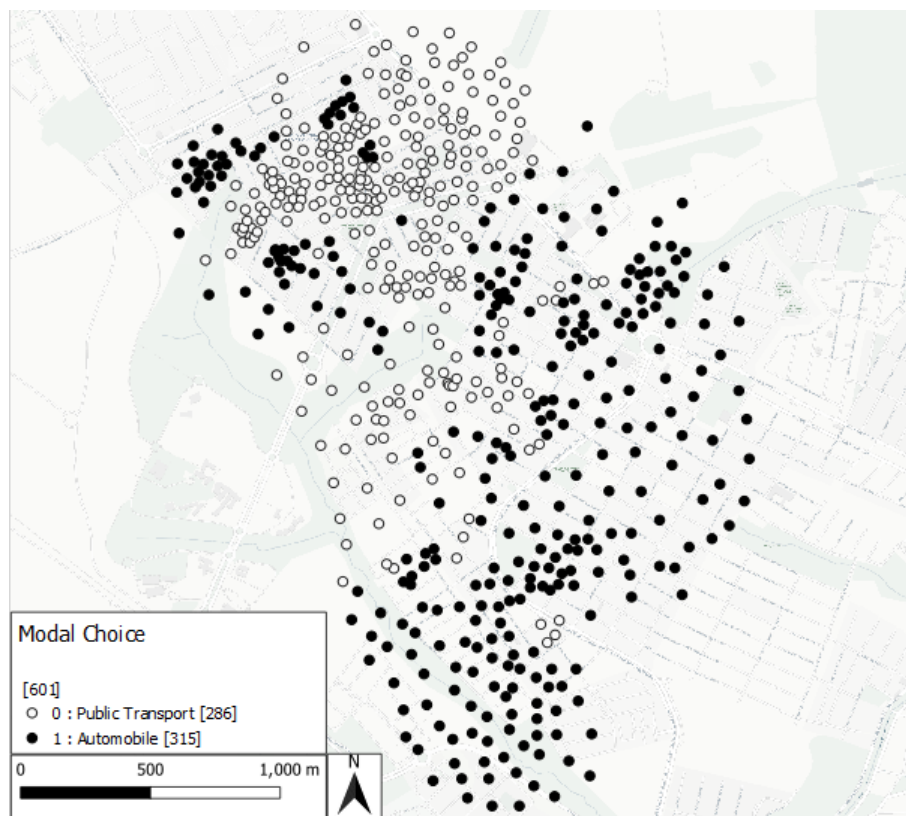 Modal Choice
[601]
0 : Public Transport [286]
1 : Automobile [315]
0 500 1,000 m
N